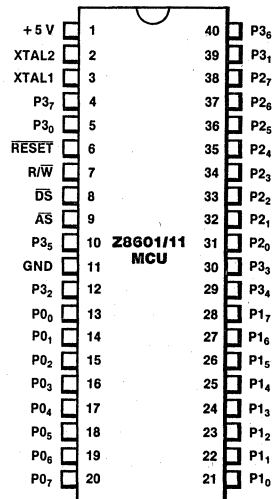 +5 V 1 40 P3₆
XTAL2 2 39 P3₁
XTAL1 3 38 P2₇
P3₇ 4 37 P2₆
P3₀ 5 36 P2₅
R̅E̅S̅E̅T̅ 6 35 P2₄
R/W̅ 7 34 P2₃
D̅S̅ 8 33 P2₂
A̅S̅ 9 32 P2₁
P3₅ 10 Z8601/11 31 P2₀
GND 11 MCU 30 P3₃
P3₂ 12 29 P3₄
P0₀ 13 28 P1₇
P0₁ 14 27 P1₆
P0₂ 15 26 P1₅
P0₃ 16 25 P1₄
P0₄ 17 24 P1₃
P0₅ 18 23 P1₂
P0₆ 19 22 P1₁
P0₇ 20 21 P1₀